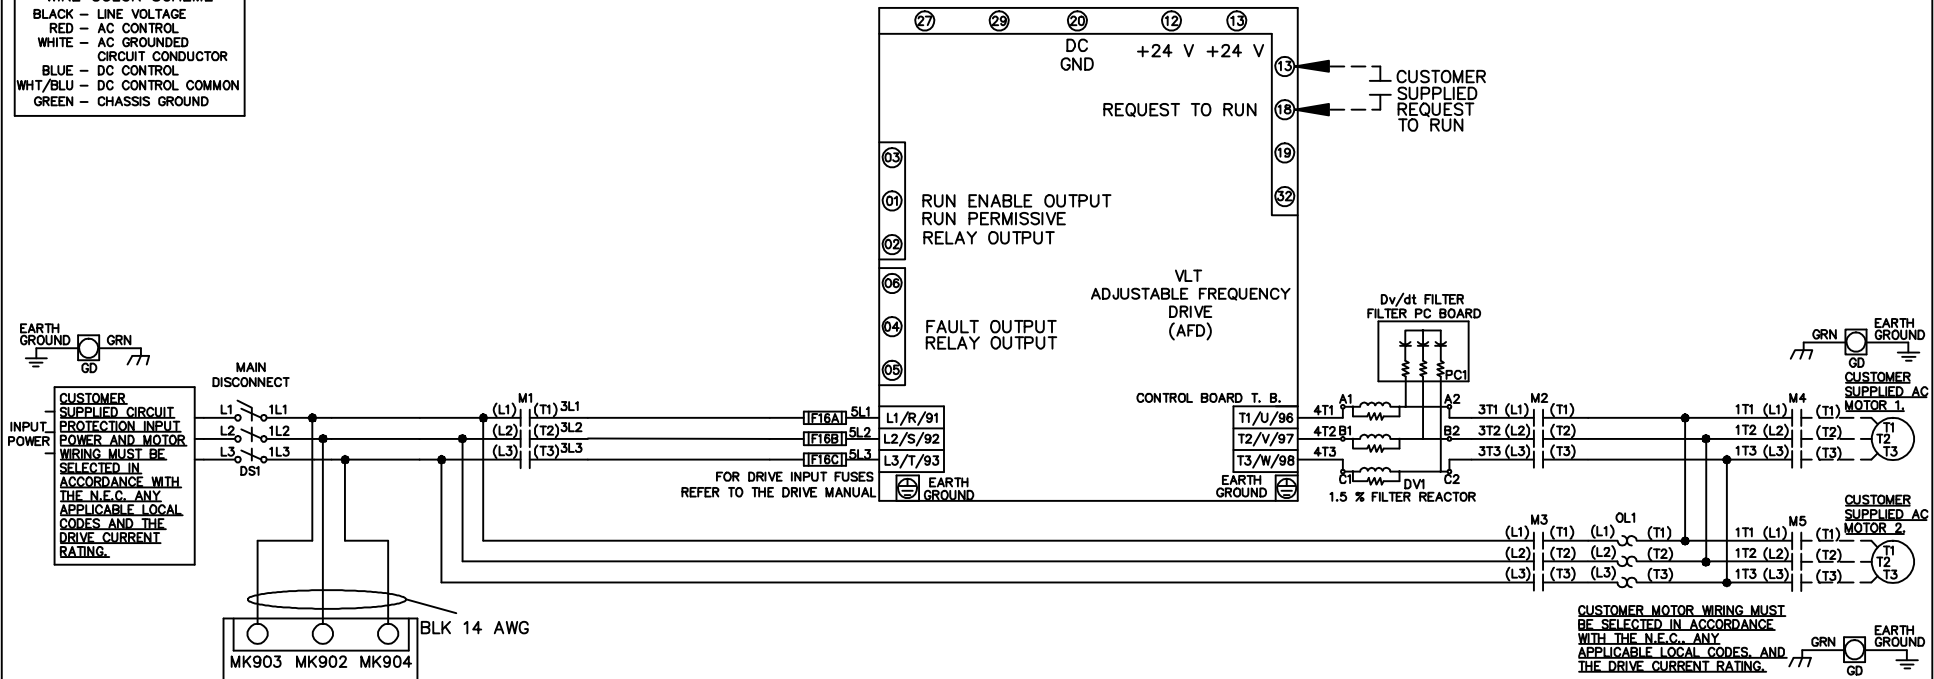 BLACK – LINE VOLTAGE
RED – AC CONTROL
WHITE – AC GROUNDED
CIRCUIT CONDUCTOR
BLUE – DC CONTROL
WHT/BLU – DC CONTROL COMMON
GREEN – CHASSIS GROUND
27 29 20 12 13
DC
GND
+24 V +24 V
13
18
19
32
REQUEST TO RUN
CUSTOMER
SUPPLIED
REQUEST
TO RUN
03
01
02
RUN ENABLE OUTPUT
RUN PERMISSIVE
RELAY OUTPUT
06
04
05
FAULT OUTPUT
RELAY OUTPUT
VLT
ADJUSTABLE FREQUENCY
DRIVE
(AFD)
Dv/dt FILTER
FILTER PC BOARD
PC1
EARTH
GROUND
GRN
GD
MAIN
DISCONNECT
INPUT
POWER
CUSTOMER
SUPPLIED CIRCUIT
PROTECTION INPUT
POWER AND MOTOR
WIRING MUST BE
SELECTED IN
ACCORDANCE WITH
THE N.E.C. ANY
APPLICABLE LOCAL
CODES AND THE
DRIVE CURRENT
RATING.
L1 1L1
L2 1L2
L3 1L3
DS1
M1
(L1) (T1) 3L1
(L2) (T2) 3L2
(L3) (T3) 3L3
F16A 5L1
F16B 5L2
F16C 5L3
FOR DRIVE INPUT FUSES
REFER TO THE DRIVE MANUAL
L1/R/91
L2/S/92
L3/T/93
EARTH
GROUND
CONTROL BOARD T. B.
T1/U/96
T2/V/97
T3/W/98
EARTH
GROUND
4T1 A1 A2
4T2 B1 B2
4T3
C1 DV1 C2
1.5 % FILTER REACTOR
M2
3T1 (L1) (T1)
3T2 (L2) (T2)
3T3 (L3) (T3)
M4
1T1 (L1) (T1)
1T2 (L2) (T2)
1T3 (L3) (T3)
GRN
EARTH
GROUND
GD
CUSTOMER
SUPPLIED AC
MOTOR 1.
T1
T2
T3
M3 OL1
(L1) (T1) (L1) (T1)
(L2) (T2) (L2) (T2)
(L3) (T3) (L3) (T3)
M5
1T1 (L1) (T1)
1T2 (L2) (T2)
1T3 (L3) (T3)
CUSTOMER
SUPPLIED AC
MOTOR 2.
T1
T2
T3
BLK 14 AWG
MK903 MK902 MK904
CUSTOMER MOTOR WIRING MUST
BE SELECTED IN ACCORDANCE
WITH THE N.E.C., ANY
APPLICABLE LOCAL CODES, AND
THE DRIVE CURRENT RATING.
GRN
EARTH
GROUND
GD